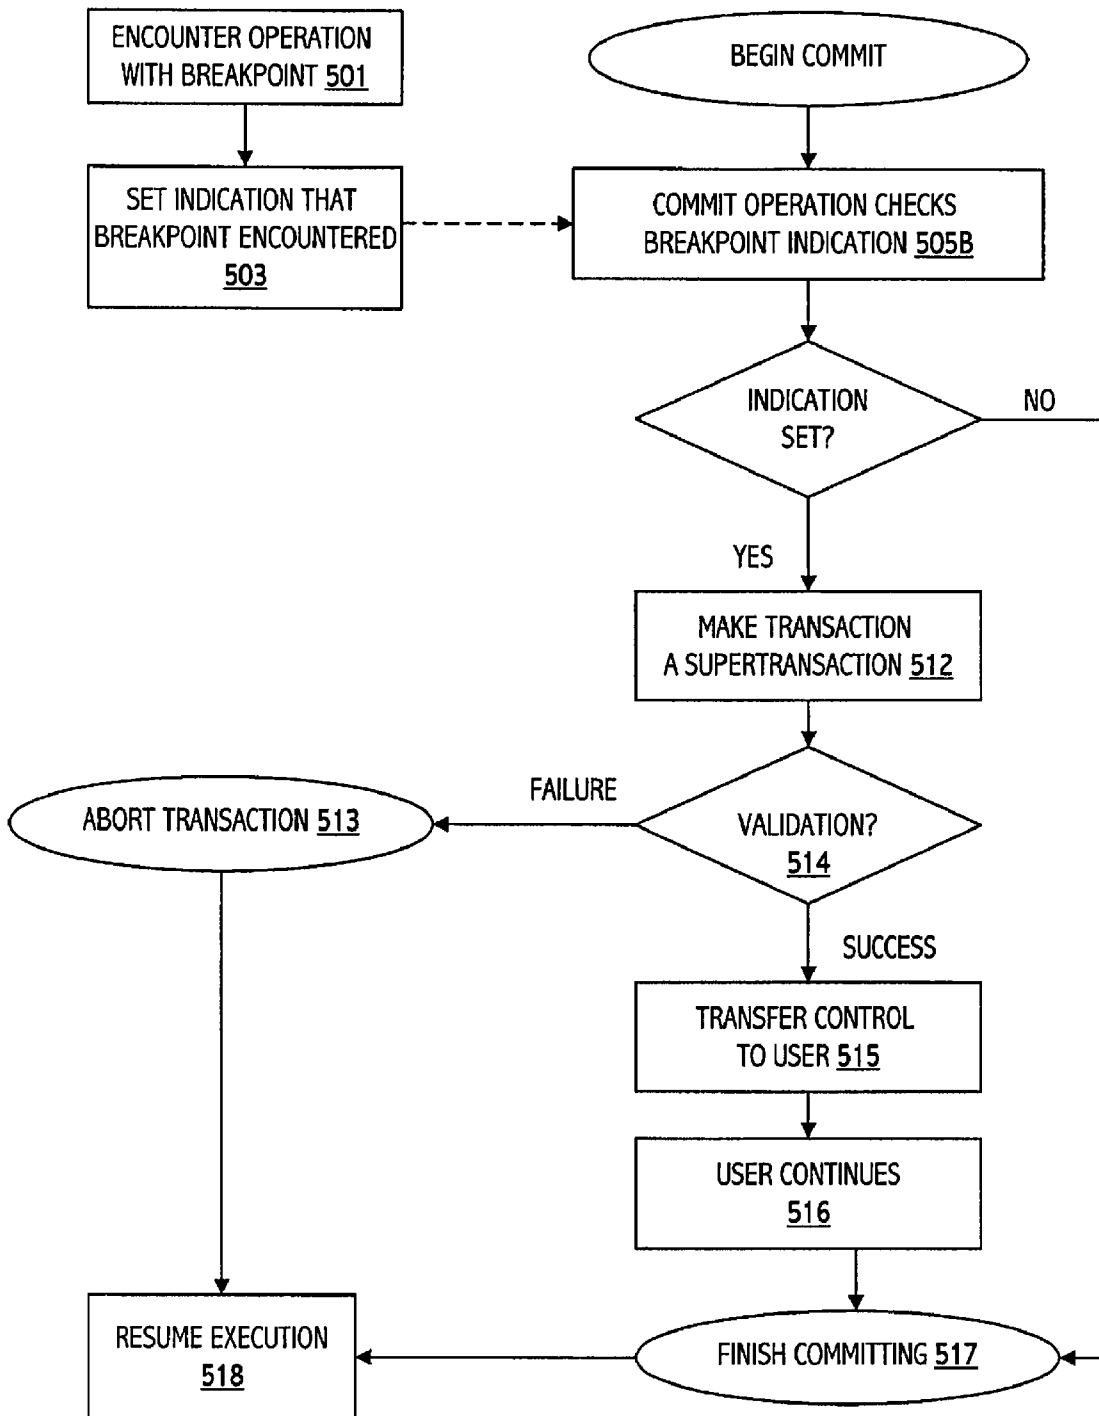 ENCOUNTER OPERATION
WITH BREAKPOINT 501
BEGIN COMMIT
SET INDICATION THAT
BREAKPOINT ENCOUNTERED
503
COMMIT OPERATION CHECKS
BREAKPOINT INDICATION 505B
INDICATION
SET?
NO
YES
MAKE TRANSACTION
A SUPERTRANSACTION 512
FAILURE
ABORT TRANSACTION 513
VALIDATION?
514
SUCCESS
TRANSFER CONTROL
TO USER 515
USER CONTINUES
516
RESUME EXECUTION
518
FINISH COMMITTING 517